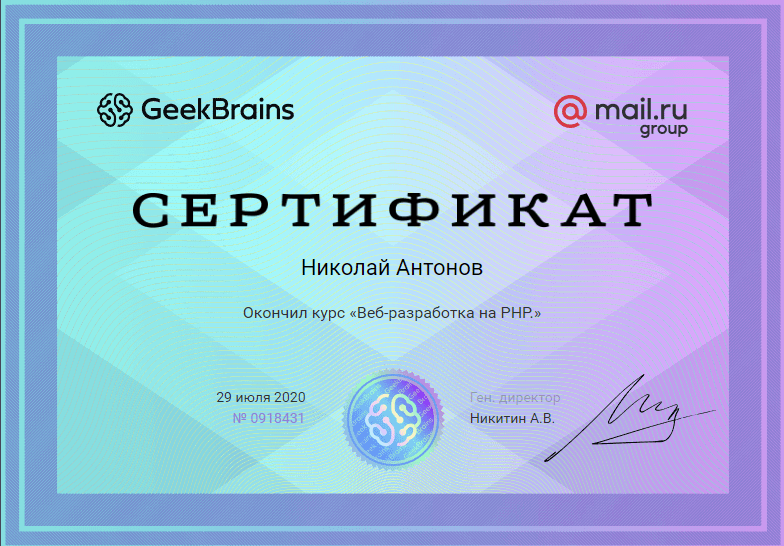 GeekBrains
@mail.ru
group
СЕРТИФИКАТ
Николай Антонов
Окончил курс «Веб-разработка на PHP.»
29 июля 2020
№ 0918431
Ген. директор
Никитин А.В.